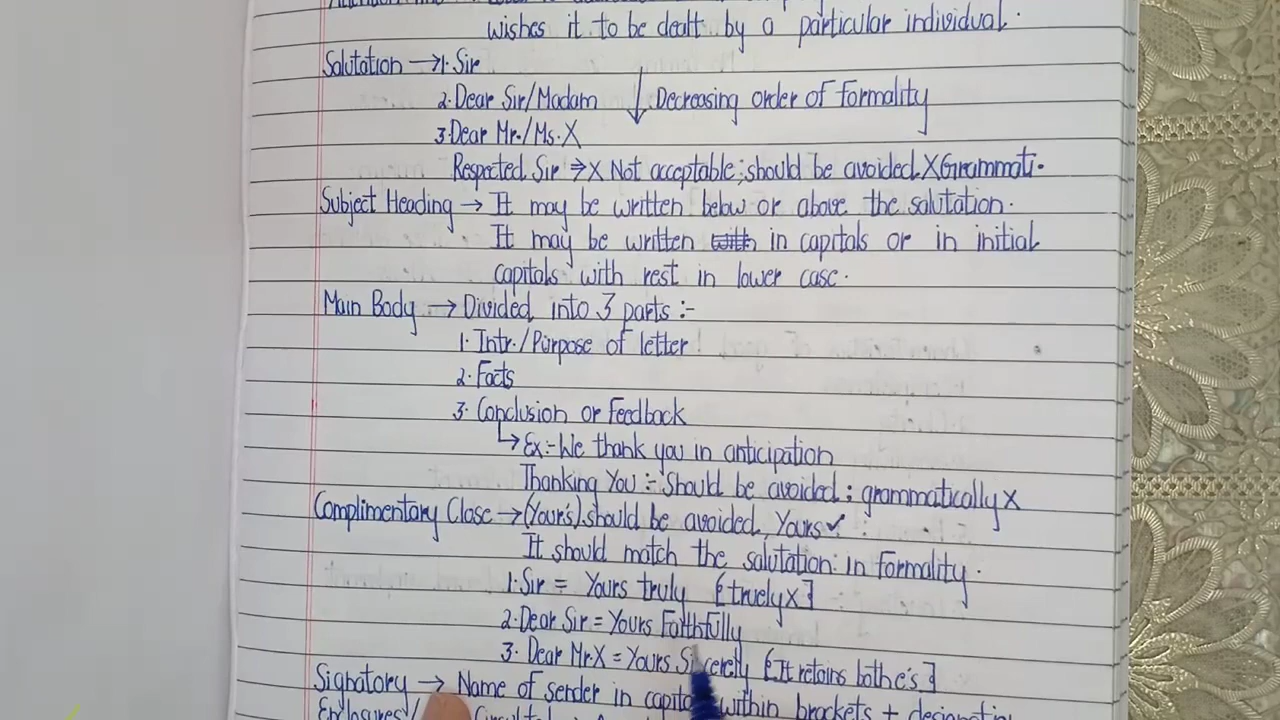 wishes it to be dealt by a particular individual.
Salutation → 1. Sir
2. Dear Sir/Madam ↓ Decreasing order of formality
3. Dear Mr./Ms. X
Respected Sir ⇒ X Not acceptable; should be avoided. X Grammati.
Subject Heading → It may be written below or above the salutation.
It may be written in capitals or in initial
capitals with rest in lower case.
Main Body → Divided into 3 parts :-
1. Intr./Purpose of letter
2. Facts
3. Conclusion or Feedback
↳ Ex:- We thank you in anticipation
Thanking You :- Should be avoided; grammatically X
Complimentary Close → (Your's) should be avoided, Yours ✓
It should match the salutation in formality.
1. Sir = Yours truly [truely X]
2. Dear Sir = Yours Faithfully
3. Dear Mr. X = Yours Sincerely {It retains both e's}
Signatory → Name of sender in within brackets +
Enclosures/